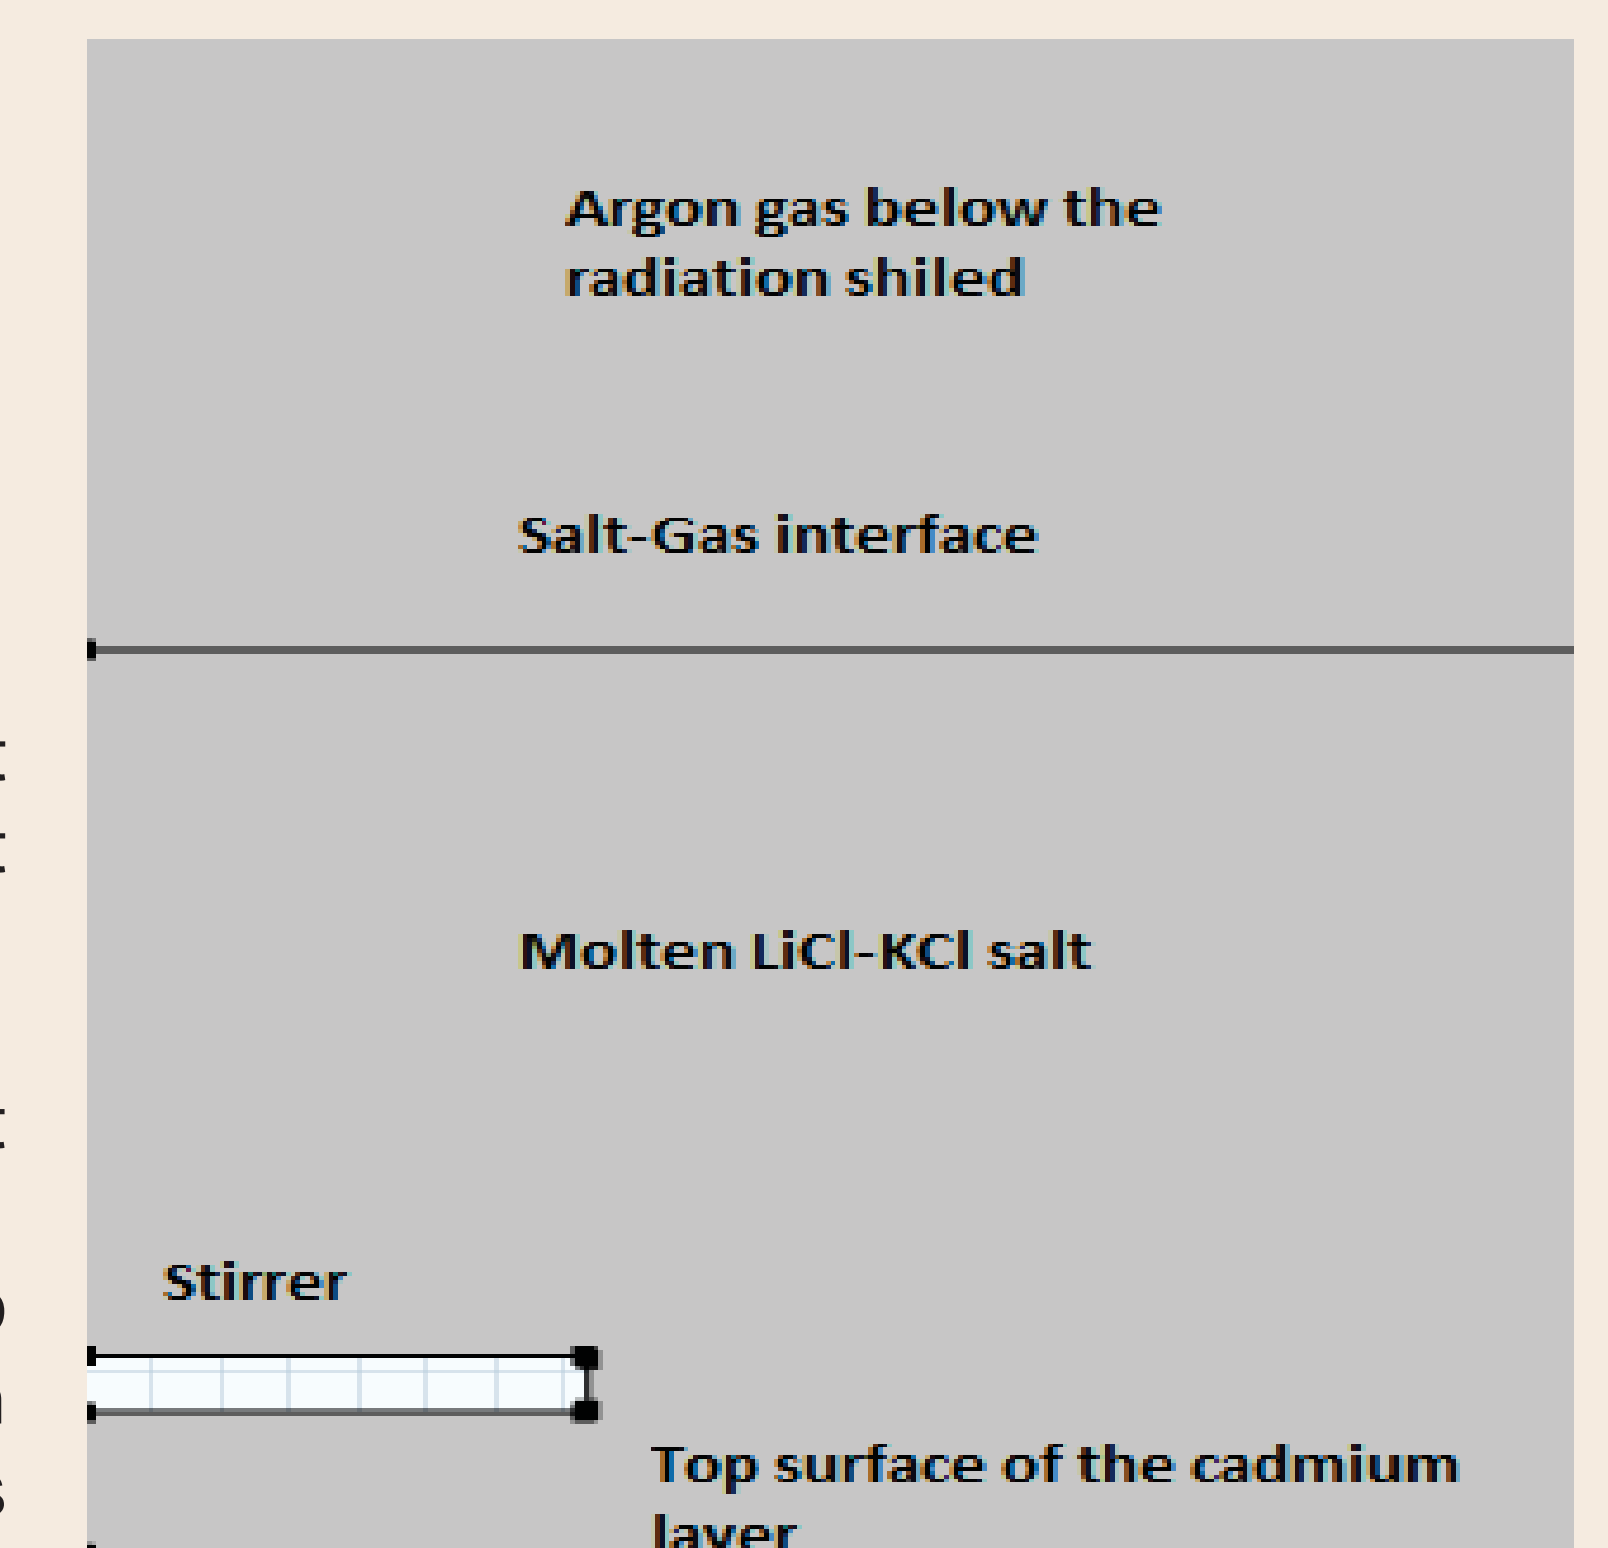 Argon gas below the
radiation shiled
Salt-Gas interface
Molten LiCl-KCl salt
Stirrer
Top surface of the cadmium
layer